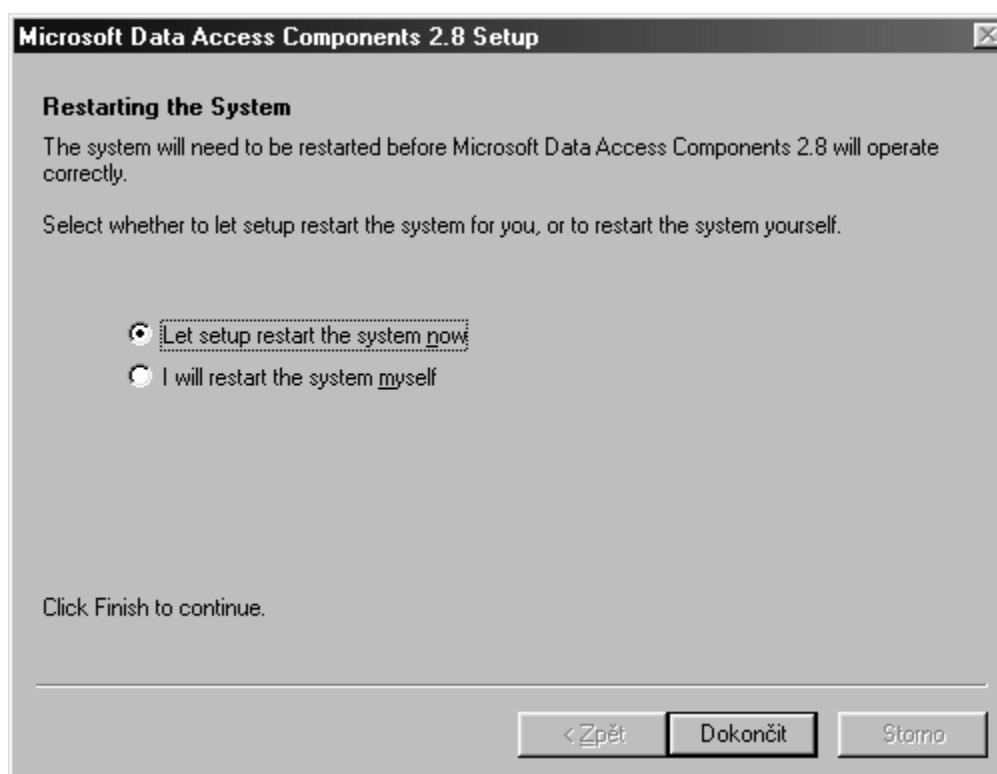 Microsoft Data Access Components 2.8 Setup
Restarting the System
The system will need to be restarted before Microsoft Data Access Components 2.8 will operate
correctly.
Select whether to let setup restart the system for you, or to restart the system yourself.
Let setup restart the system now
I will restart the system myself
Click Finish to continue.
< Zpět Dokončit Storno